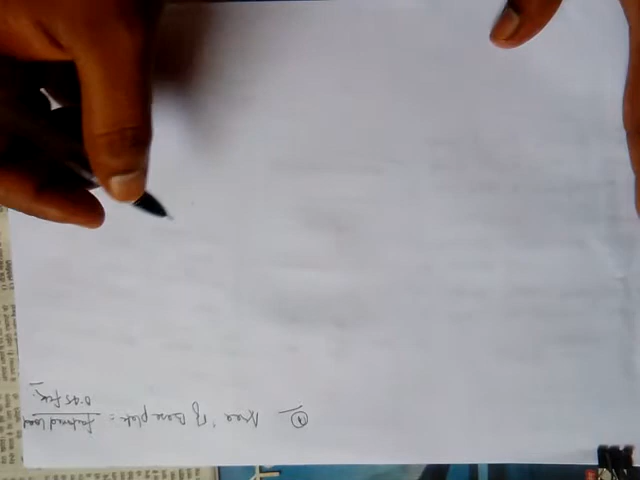 ① Area of Base plate = factored load / 0.45 fck.